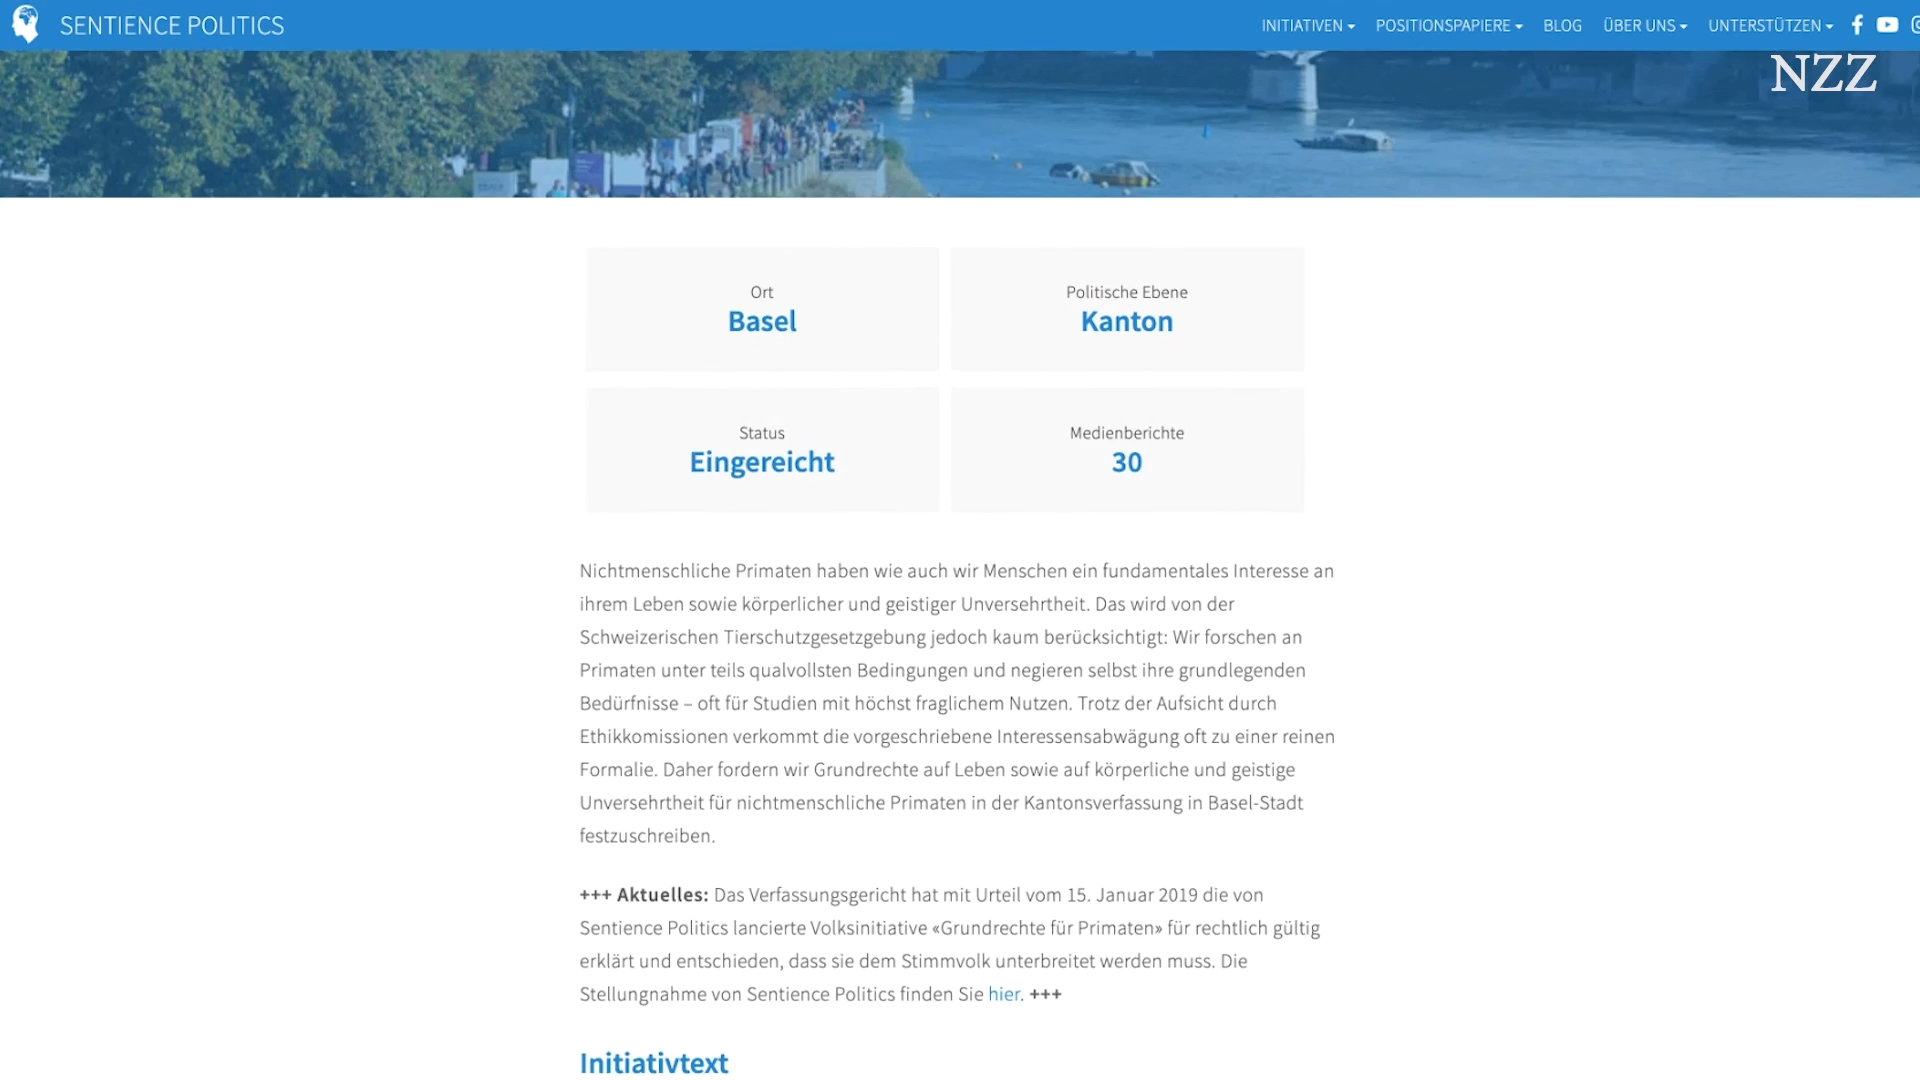 SENTIENCE POLITICS
INITIATIVEN
POSITIONSPAPIERE
BLOG
ÜBER UNS
UNTERSTÜTZEN
NZZ
Ort
Basel
Politische Ebene
Kanton
Status
Eingereicht
Medienberichte
30
Nichtmenschliche Primaten haben wie auch wir Menschen ein fundamentales Interesse an
ihrem Leben sowie körperlicher und geistiger Unversehrtheit. Das wird von der
Schweizerischen Tierschutzgesetzgebung jedoch kaum berücksichtigt: Wir forschen an
Primaten unter teils qualvollsten Bedingungen und negieren selbst ihre grundlegenden
Bedürfnisse – oft für Studien mit höchst fraglichem Nutzen. Trotz der Aufsicht durch
Ethikkomissionen verkommt die vorgeschriebene Interessensabwägung oft zu einer reinen
Formalie. Daher fordern wir Grundrechte auf Leben sowie auf körperliche und geistige
Unversehrtheit für nichtmenschliche Primaten in der Kantonsverfassung in Basel-Stadt
festzuschreiben.
+++ Aktuelles: Das Verfassungsgericht hat mit Urteil vom 15. Januar 2019 die von
Sentience Politics lancierte Volksinitiative «Grundrechte für Primaten» für rechtlich gültig
erklärt und entschieden, dass sie dem Stimmvolk unterbreitet werden muss. Die
Stellungnahme von Sentience Politics finden Sie hier. +++
Initiativtext